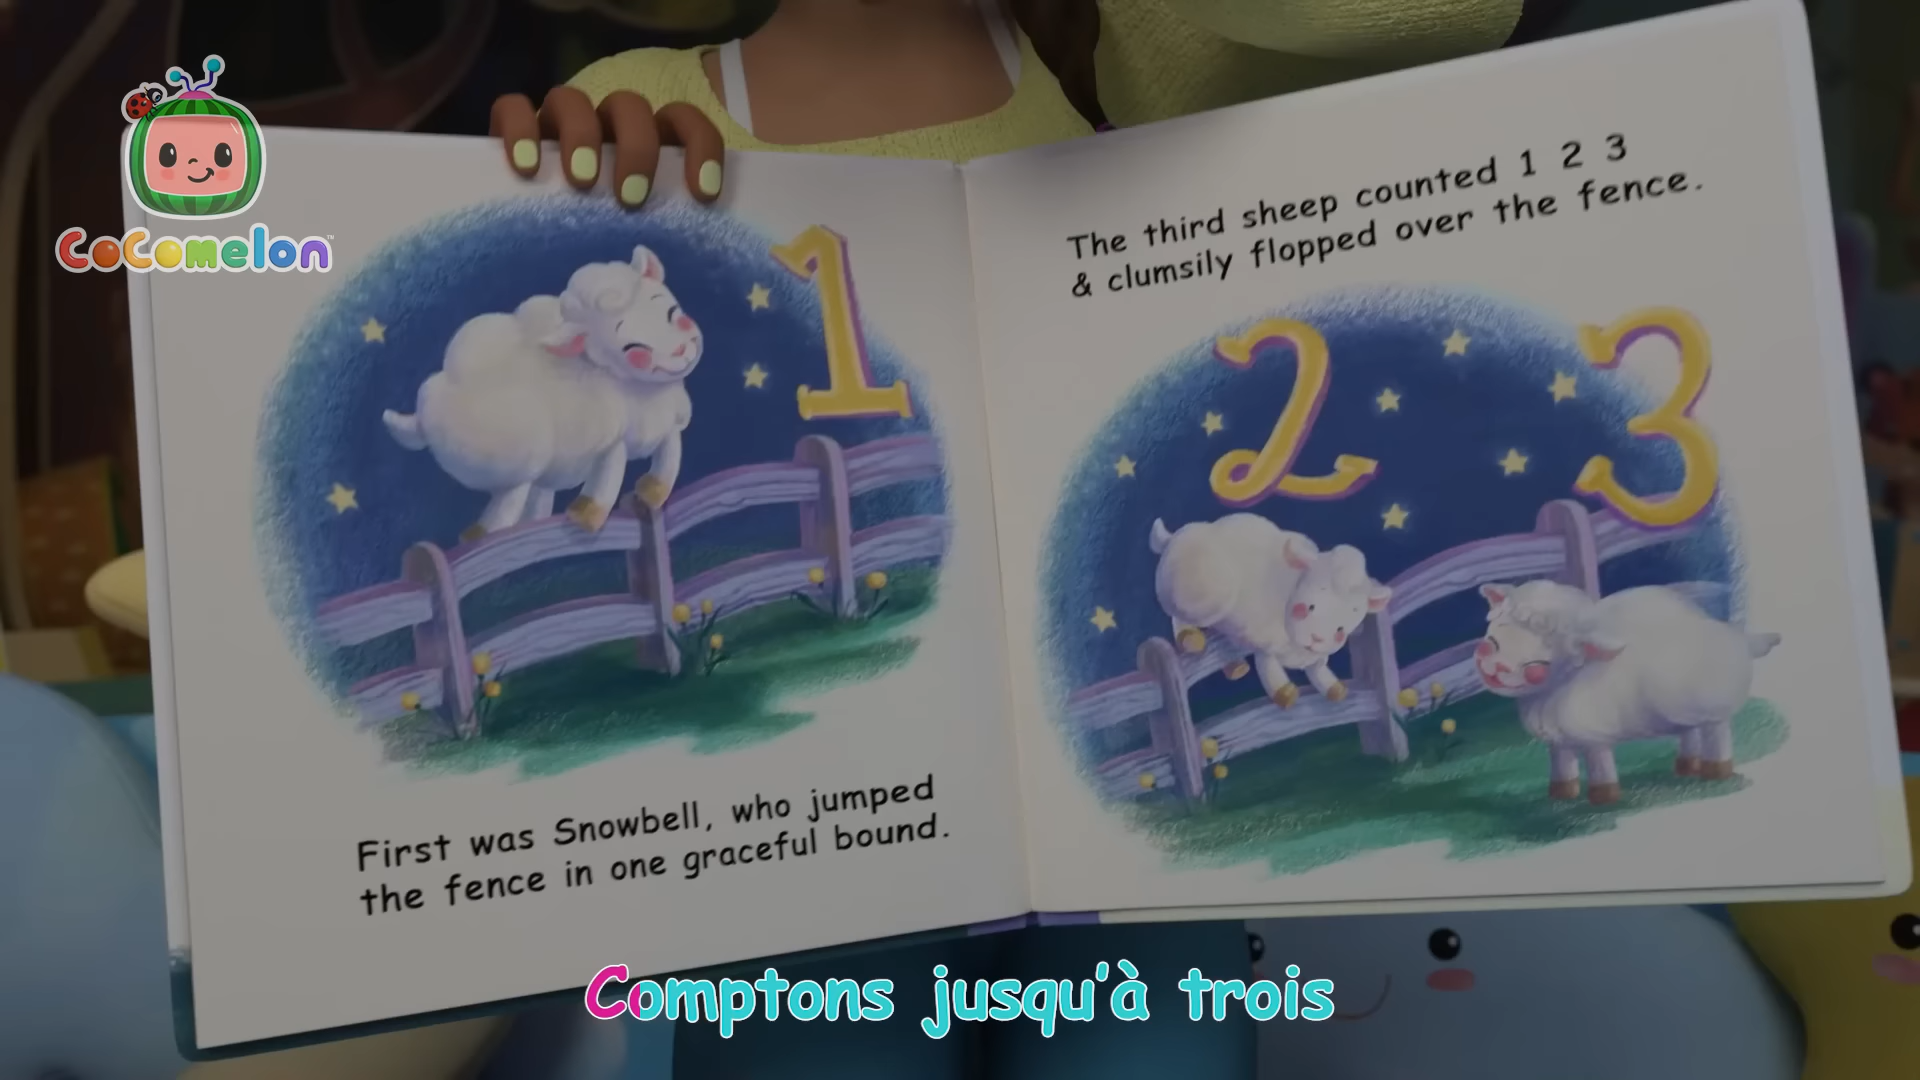 CoCoMelon™
1
First was Snowbell, who jumped
the fence in one graceful bound.
The third sheep counted 1 2 3
& clumsily flopped over the fence.
2 3
Comptons jusqu'à trois